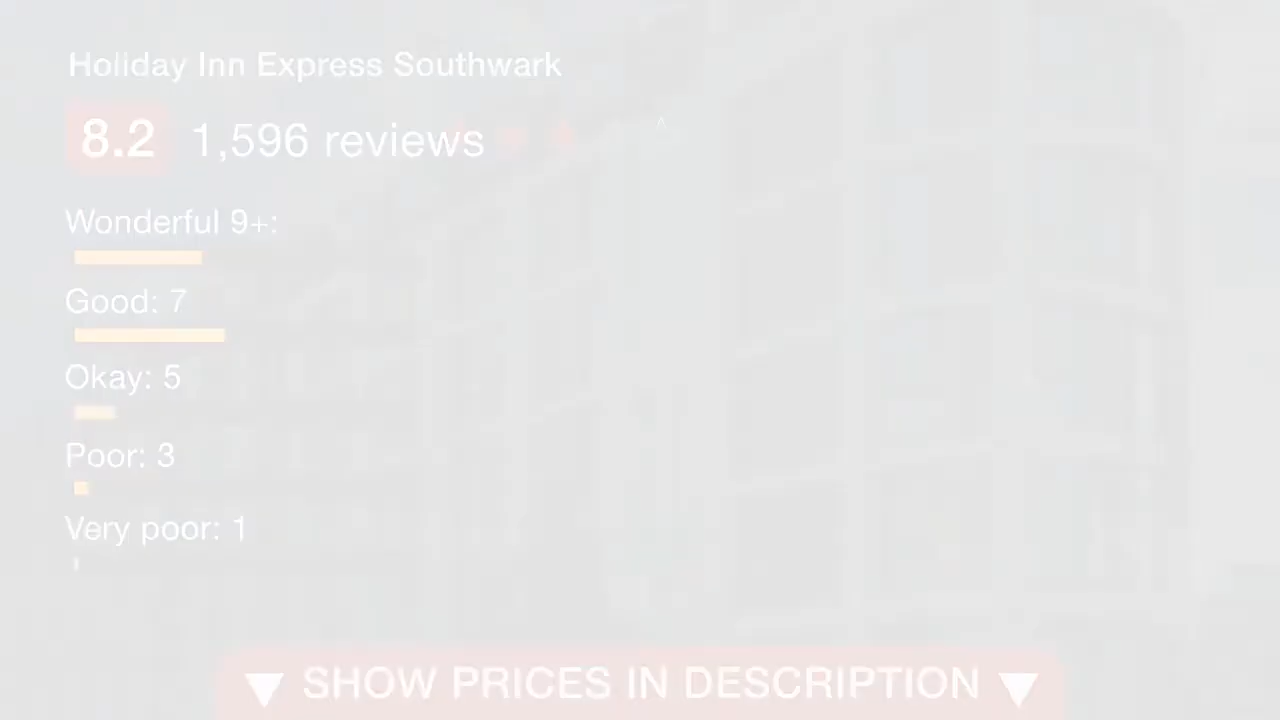 Holiday Inn Express Southwark
8.2 1,596 reviews
Wonderful 9+:
Good: 7
Okay: 5
Poor: 3
Very poor: 1
▼ SHOW PRICES IN DESCRIPTION ▼